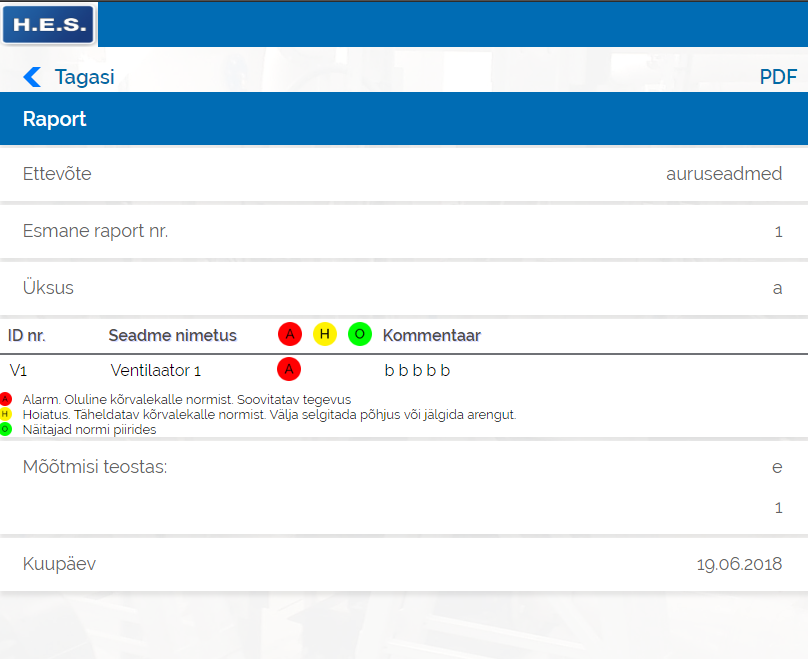 H.E.S.
Tagasi PDF
Raport
Ettevõte auruseadmed
Esmane raport nr. 1
Üksus a
ID nr. Seadme nimetus A H O Kommentaar
V1 Ventilaator 1 A b b b b b
A Alarm. Oluline kõrvalekalle normist. Soovitatav tegevus
H Hoiatus. Täheldatav kõrvalekalle normist. Välja selgitada põhjus või jälgida arengut.
O Näitajad normi piirides
Mõõtmisi teostas: e
1
Kuupäev 19.06.2018